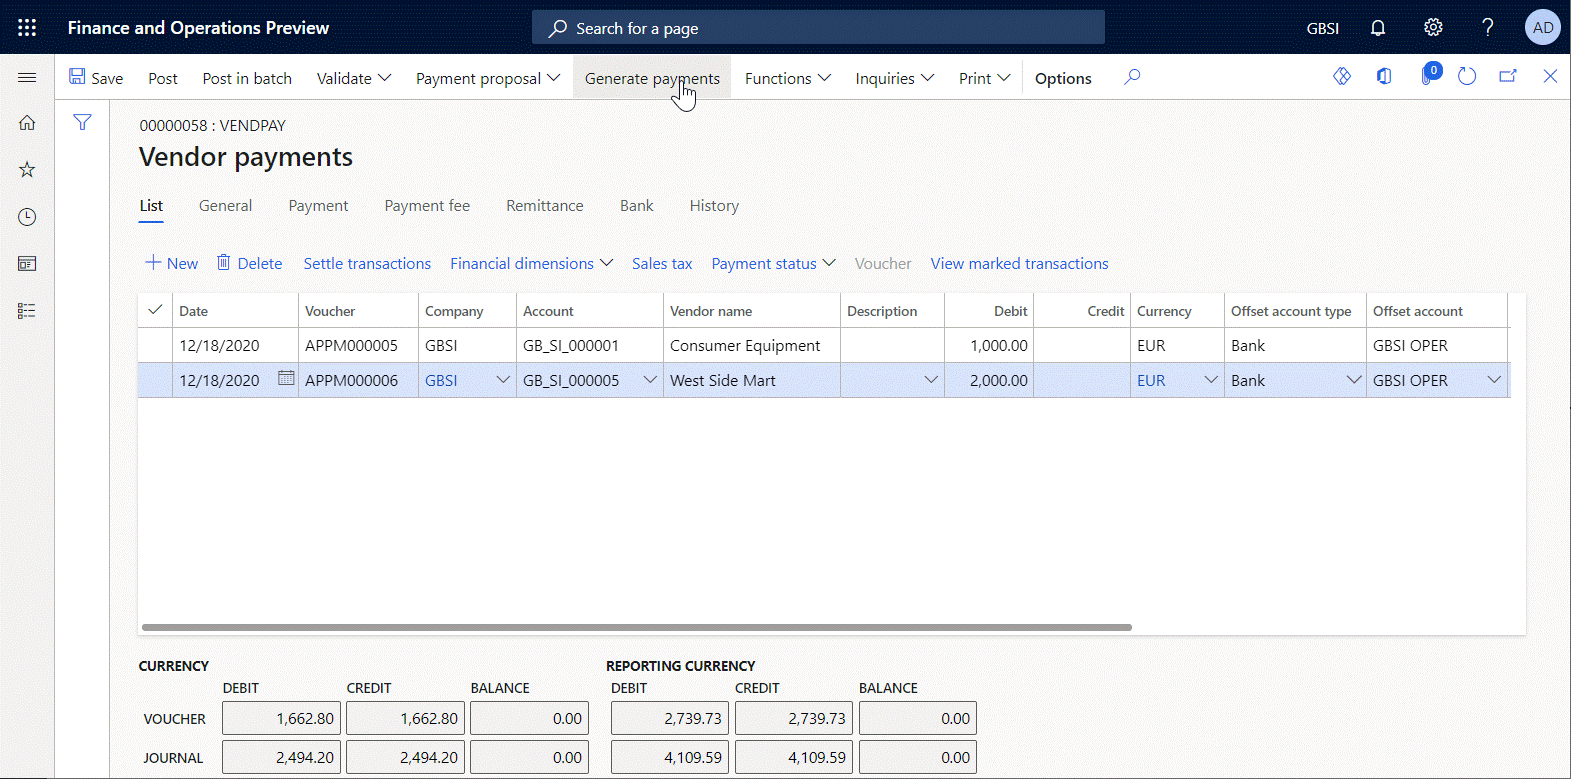 Finance and Operations Preview Search for a page GBSI ? AD
Save Post Post in batch Validate Payment proposal Generate payments Functions Inquiries Print Options 0
00000058 : VENDPAY
Vendor payments
List General Payment Payment fee Remittance Bank History
New Delete Settle transactions Financial dimensions Sales tax Payment status Voucher View marked transactions
Date Voucher Company Account Vendor name Description Debit Credit Currency Offset account type Offset account
12/18/2020 APPM000005 GBSI GB_SI_000001 Consumer Equipment 1,000.00 EUR Bank GBSI OPER
12/18/2020 APPM000006 GBSI GB_SI_000005 West Side Mart 2,000.00 EUR Bank GBSI OPER
CURRENCY REPORTING CURRENCY
DEBIT CREDIT BALANCE DEBIT CREDIT BALANCE
VOUCHER 1,662.80 1,662.80 0.00 2,739.73 2,739.73 0.00
JOURNAL 2,494.20 2,494.20 0.00 4,109.59 4,109.59 0.00